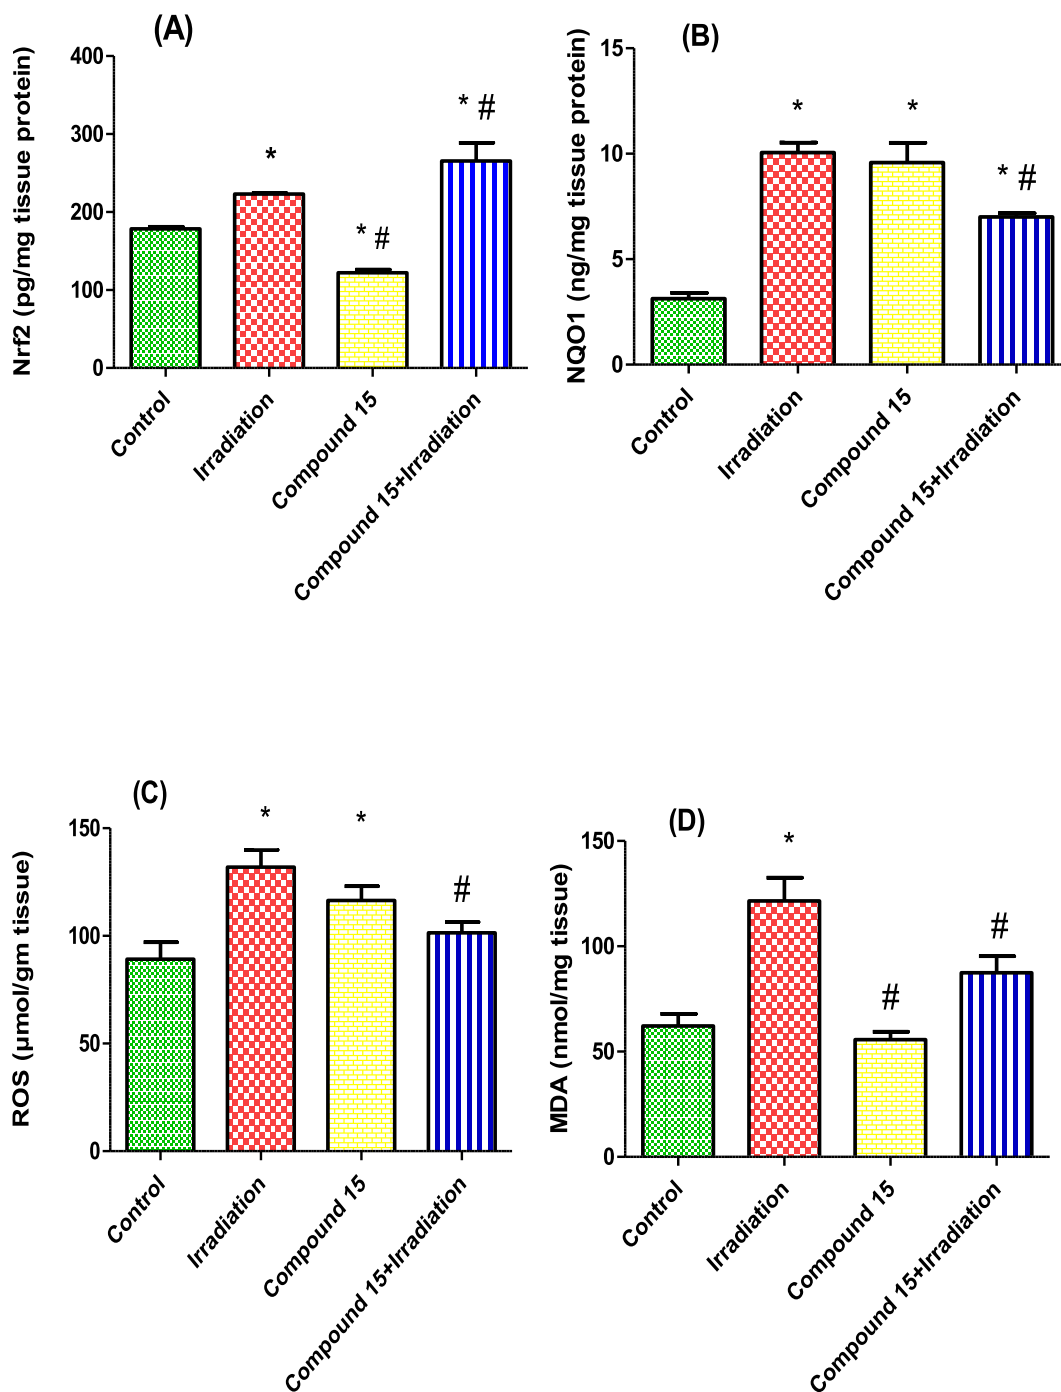 (A)
Nrf2 (pg/mg tissue protein)
400
300
200
100
0
*
* #
* #
Control
Irradiation
Compound 15
Compound 15+Irradiation
(B)
NQO1 (ng/mg tissue protein)
15
10
5
0
*
*
* #
Control
Irradiation
Compound 15
Compound 15+Irradiation
(C)
ROS (μmol/gm tissue)
150
100
50
0
*
*
#
Control
Irradiation
Compound 15
Compound 15+Irradiation
(D)
MDA (nmol/mg tissue)
150
100
50
0
*
#
#
Control
Irradiation
Compound 15
Compound 15+Irradiation